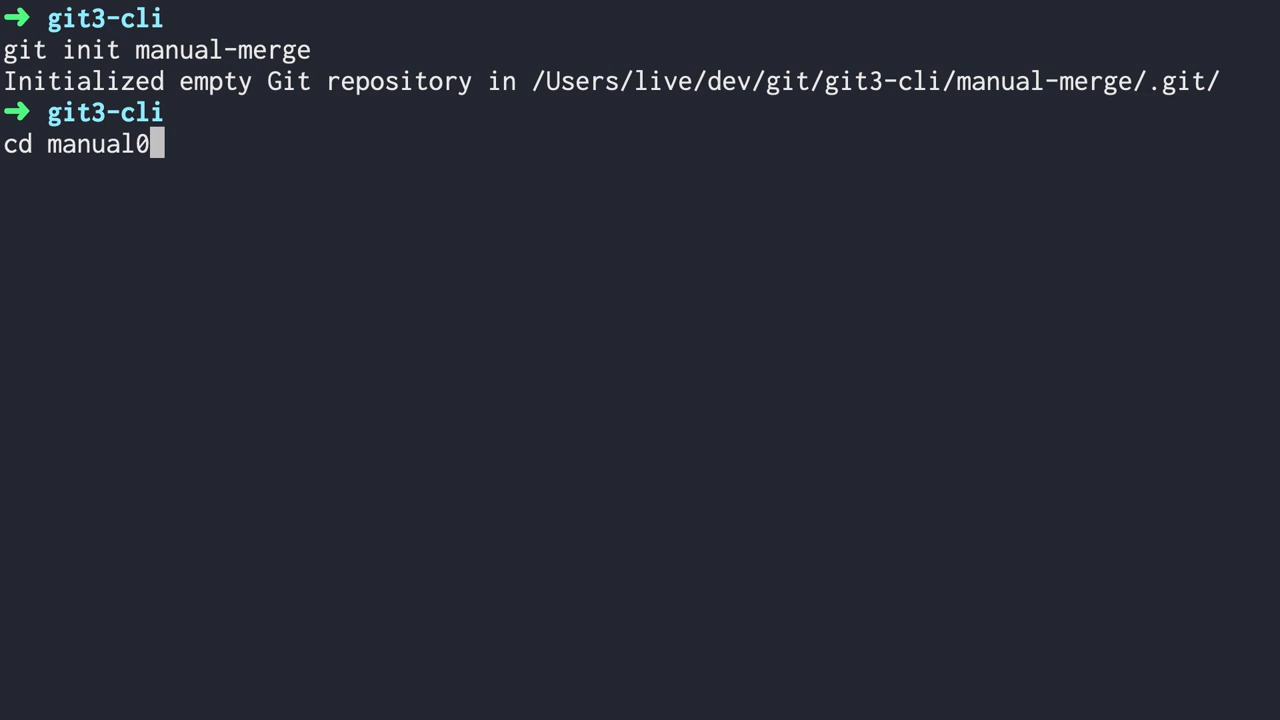 ➜ git3-cli
git init manual-merge
Initialized empty Git repository in /Users/live/dev/git/git3-cli/manual-merge/.git/
➜ git3-cli
cd manual0